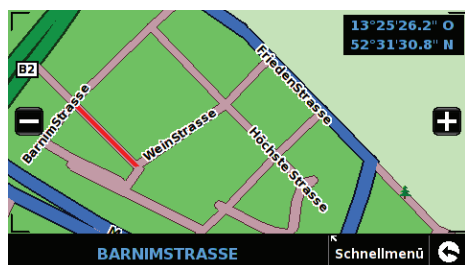 13°25'26.2" O
52°31'30.8" N
B2
FriedenStrasse
BarnimStrasse
WeinStrasse
Höchste Strasse
BARNIMSTRASSE
Schnellmenü